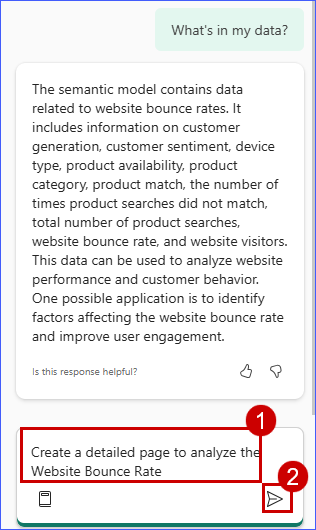 What's in my data?
The semantic model contains data
related to website bounce rates. It
includes information on customer
generation, customer sentiment, device
type, product availability, product
category, product match, the number of
times product searches did not match,
total number of product searches,
website bounce rate, and website visitors.
This data can be used to analyze website
performance and customer behavior.
One possible application is to identify
factors affecting the website bounce rate
and improve user engagement.
Is this response helpful?
1
Create a detailed page to analyze the
Website Bounce Rate
2